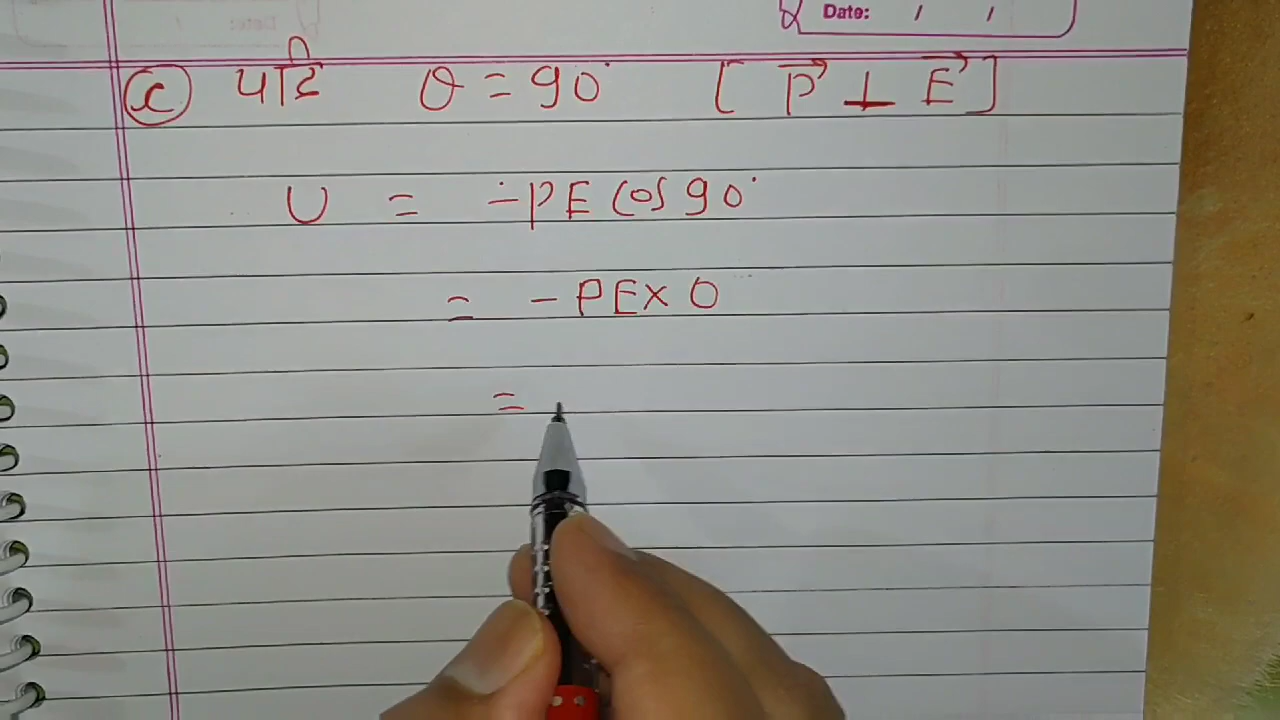 Date: / /
(c) यदि θ = 90° [ P⃗ ⊥ E⃗ ]
U = -PE Cos 90°
= - PE × 0
=